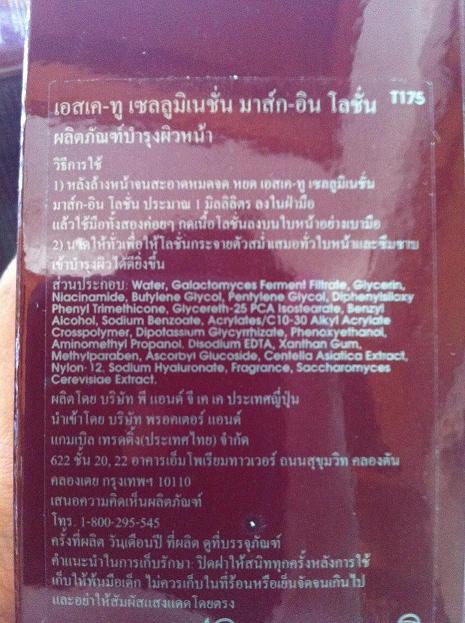 เอสเค-ทู เซลลูมิเนชั่น มาส์ก-อิน โลชั่น T175
ผลิตภัณฑ์บำรุงผิวหน้า
วิธีการใช้
1) หลังล้างหน้าจนสะอาดหมดจด หยด เอสเค-ทู เซลลูมิเนชั่น
มาส์ก-อิน โลชั่น ประมาณ 1 มิลลิลิตร ลงในฝ่ามือ
แล้วใช้มือทั้งสองค่อยๆ กดเนื้อโลชั่นลงบนใบหน้าอย่างเบามือ
2) นวดให้ทั่วเพื่อให้โลชั่นกระจายตัวสม่ำเสมอทั่วใบหน้าและซึมซาบ
เข้าบำรุงผิวได้ดียิ่งขึ้น
ส่วนประกอบ: Water, Galactomyces Ferment Filtrate, Glycerin,
Niacinamide, Butylene Glycol, Pentylene Glycol, Diphenylsiloxy
Phenyl Trimethicone, Glycereth-25 PCA Isostearate, Benzyl
Alcohol, Sodium Benzoate, Acrylates/C10-30 Alkyl Acrylate
Crosspolymer, Dipotassium Glycyrrhizate, Phenoxyethanol,
Aminomethyl Propanol, Disodium EDTA, Xanthan Gum,
Methylparaben, Ascorbyl Glucoside, Centella Asiatica Extract,
Nylon-12, Sodium Hyaluronate, Fragrance, Saccharomyces
Cerevisiae Extract.
ผลิตโดย บริษัท พี แอนด์ จี เค เค ประเทศญี่ปุ่น
นำเข้าโดย บริษัท พรอคเตอร์ แอนด์
แกมเบิล เทรดดิ้ง(ประเทศไทย) จำกัด
622 ชั้น 20, 22 อาคารเอ็มโพเรียมทาวเวอร์ ถนนสุขุมวิท คลองตัน
คลองเตย กรุงเทพฯ 10110
เสนอความคิดเห็นผลิตภัณฑ์
โทร. 1-800-295-545
ครั้งที่ผลิต วันเดือนปี ที่ผลิต ดูที่บรรจุภัณฑ์
คำแนะนำในการเก็บรักษา: ปิดฝาให้สนิททุกครั้งหลังการใช้
เก็บให้พ้นมือเด็ก ไม่ควรเก็บในที่ร้อนหรือเย็นจัดจนเกินไป
และอย่าให้สัมผัสแสงแดดโดยตรง